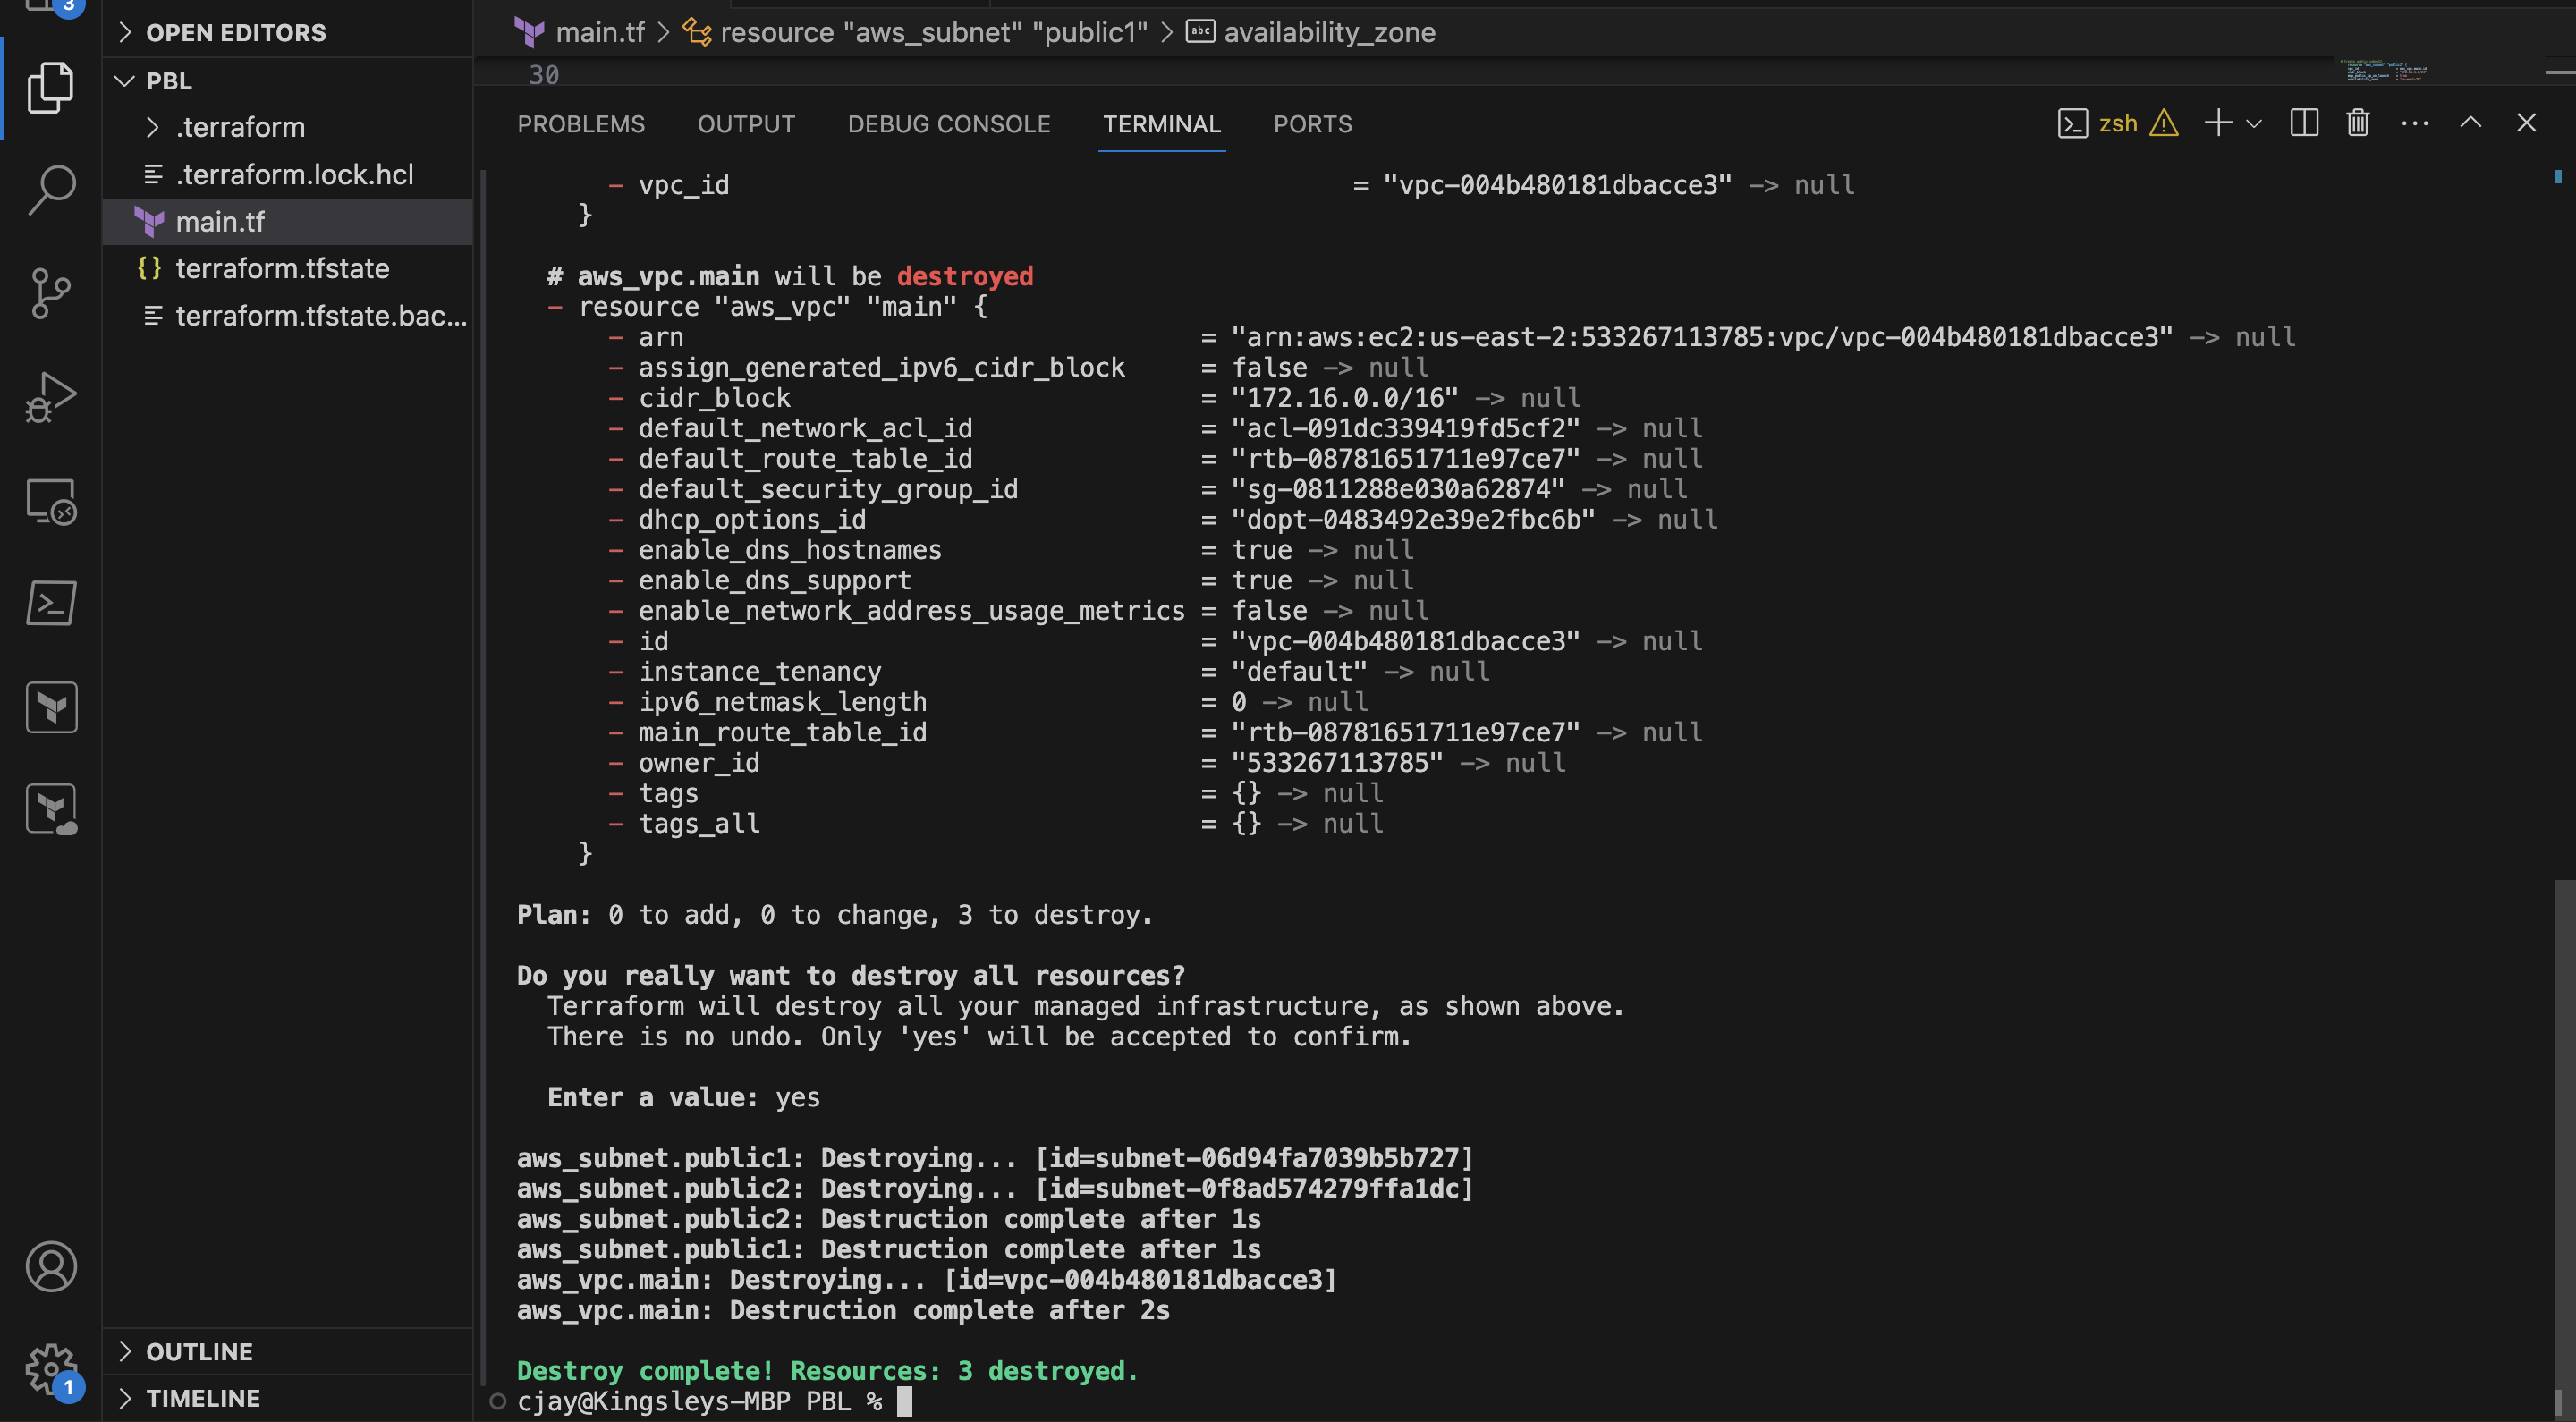 3
OPEN EDITORS
PBL
.terraform
.terraform.lock.hcl
main.tf
terraform.tfstate
terraform.tfstate.bac...
OUTLINE
TIMELINE
1
main.tf > resource "aws_subnet" "public1" > abc availability_zone
30
PROBLEMS OUTPUT DEBUG CONSOLE TERMINAL PORTS zsh
- vpc_id = "vpc-004b480181dbacce3" -> null
}
# aws_vpc.main will be destroyed
- resource "aws_vpc" "main" {
- arn = "arn:aws:ec2:us-east-2:533267113785:vpc/vpc-004b480181dbacce3" -> null
- assign_generated_ipv6_cidr_block = false -> null
- cidr_block = "172.16.0.0/16" -> null
- default_network_acl_id = "acl-091dc339419fd5cf2" -> null
- default_route_table_id = "rtb-08781651711e97ce7" -> null
- default_security_group_id = "sg-0811288e030a62874" -> null
- dhcp_options_id = "dopt-0483492e39e2fbc6b" -> null
- enable_dns_hostnames = true -> null
- enable_dns_support = true -> null
- enable_network_address_usage_metrics = false -> null
- id = "vpc-004b480181dbacce3" -> null
- instance_tenancy = "default" -> null
- ipv6_netmask_length = 0 -> null
- main_route_table_id = "rtb-08781651711e97ce7" -> null
- owner_id = "533267113785" -> null
- tags = {} -> null
- tags_all = {} -> null
}
Plan: 0 to add, 0 to change, 3 to destroy.
Do you really want to destroy all resources?
Terraform will destroy all your managed infrastructure, as shown above.
There is no undo. Only 'yes' will be accepted to confirm.
Enter a value: yes
aws_subnet.public1: Destroying... [id=subnet-06d94fa7039b5b727]
aws_subnet.public2: Destroying... [id=subnet-0f8ad574279ffa1dc]
aws_subnet.public2: Destruction complete after 1s
aws_subnet.public1: Destruction complete after 1s
aws_vpc.main: Destroying... [id=vpc-004b480181dbacce3]
aws_vpc.main: Destruction complete after 2s
Destroy complete! Resources: 3 destroyed.
cjay@Kingsleys-MBP PBL %